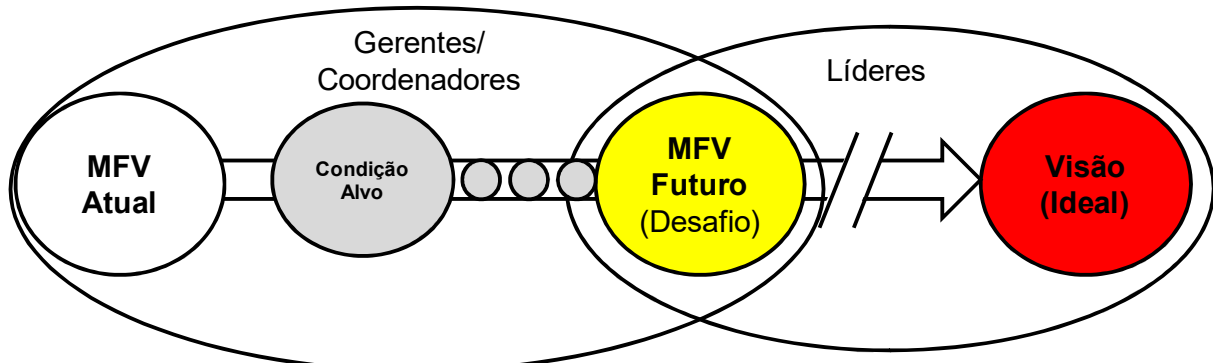 Gerentes/
Coordenadores
Líderes
MFV
Atual
Condição
Alvo
MFV
Futuro
(Desafio)
Visão
(Ideal)